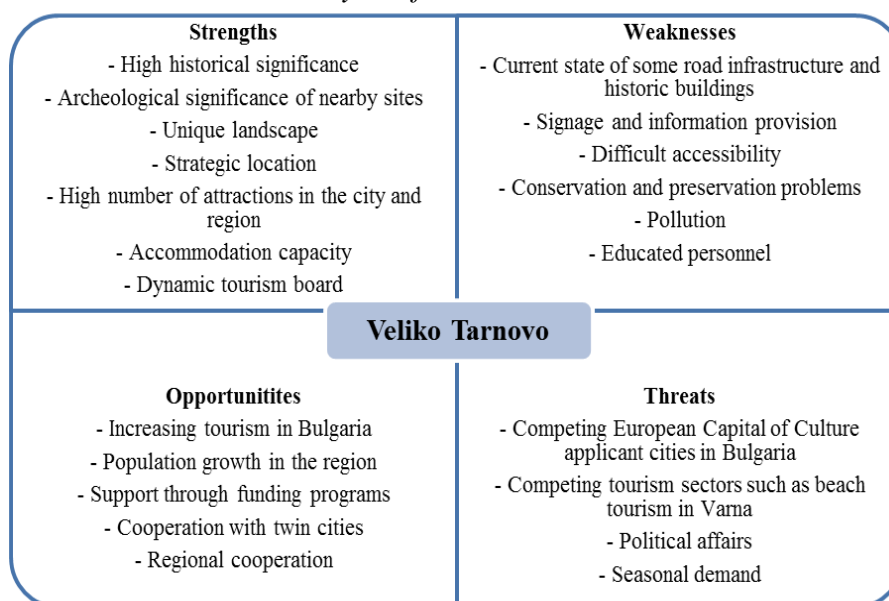 Strengths
- High historical significance
- Archeological significance of nearby sites
- Unique landscape
- Strategic location
- High number of attractions in the city and
region
- Accommodation capacity
- Dynamic tourism board
Weaknesses
- Current state of some road infrastructure and
historic buildings
- Signage and information provision
- Difficult accessibility
- Conservation and preservation problems
- Pollution
- Educated personnel
Veliko Tarnovo
Opportunitites
- Increasing tourism in Bulgaria
- Population growth in the region
- Support through funding programs
- Cooperation with twin cities
- Regional cooperation
Threats
- Competing European Capital of Culture
applicant cities in Bulgaria
- Competing tourism sectors such as beach
tourism in Varna
- Political affairs
- Seasonal demand